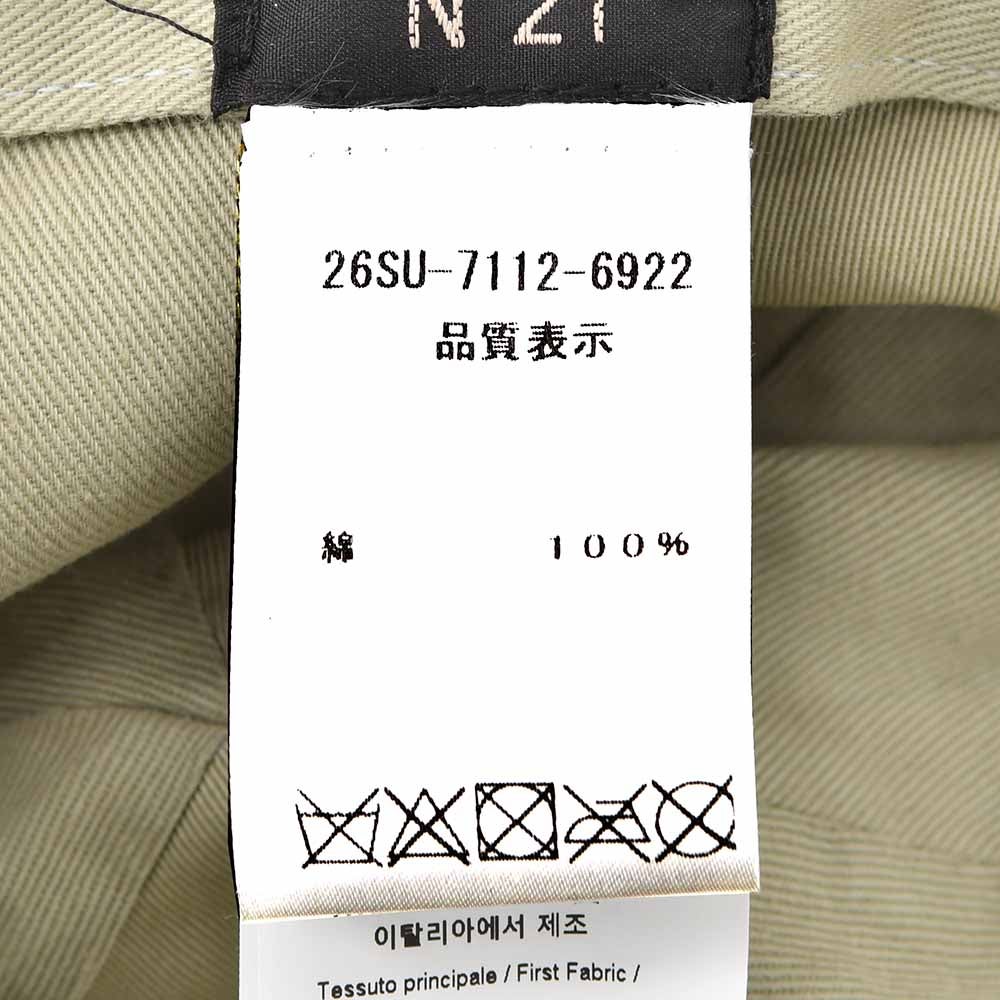 N°21
26SU-7112-6922
品質表示
綿 100%
이탈리아에서 제조
Tessuto principale / First Fabric /